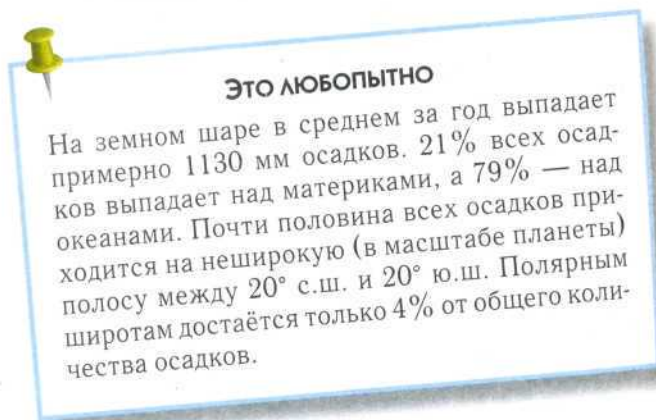 Это любопытно
На земном шаре в среднем за год выпадает
примерно 1130 мм осадков. 21% всех осад-
ков выпадает над материками, а 79% — над
океанами. Почти половина всех осадков при-
ходится на неширокую (в масштабе планеты)
полосу между 20° с.ш. и 20° ю.ш. Полярным
широтам достаётся только 4% от общего коли-
чества осадков.